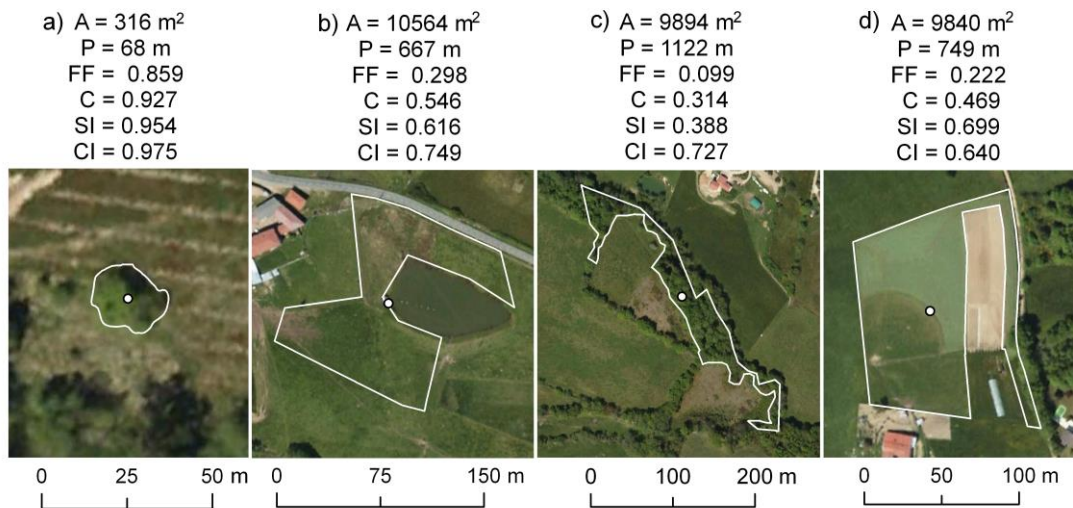 a) A = 316 m²
P = 68 m
FF = 0.859
C = 0.927
SI = 0.954
CI = 0.975
b) A = 10564 m²
P = 667 m
FF = 0.298
C = 0.546
SI = 0.616
CI = 0.749
c) A = 9894 m²
P = 1122 m
FF = 0.099
C = 0.314
SI = 0.388
CI = 0.727
d) A = 9840 m²
P = 749 m
FF = 0.222
C = 0.469
SI = 0.699
CI = 0.640
0 25 50 m
0 75 150 m
0 100 200 m
0 50 100 m